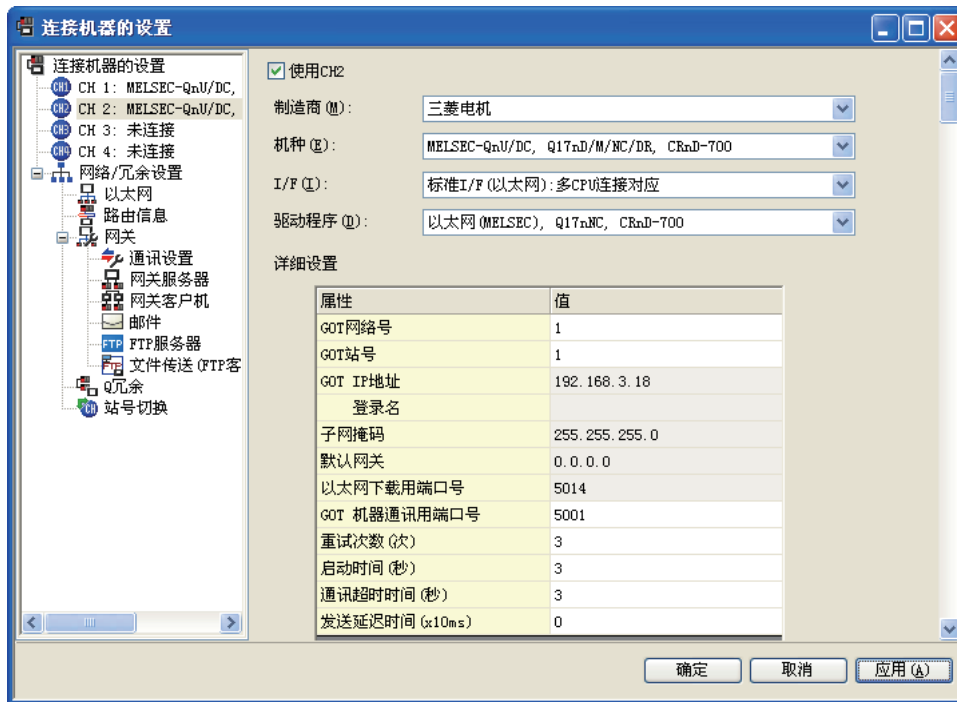 连接机器的设置
连接机器的设置
CH1 CH 1: MELSEC-QnU/DC,
CH2 CH 2: MELSEC-QnU/DC,
CH3 CH 3: 未连接
CH4 CH 4: 未连接
网络/冗余设置
以太网
路由信息
网关
通讯设置
网关服务器
网关客户机
邮件
FTP FTP服务器
文件传送(FTP客
Q冗余
CH 站号切换
使用CH2
制造商(M): 三菱电机
机种(E): MELSEC-QnU/DC, Q17nD/M/NC/DR, CRnD-700
I/F(I): 标准I/F(以太网):多CPU连接对应
驱动程序(D): 以太网(MELSEC), Q17nNC, CRnD-700
详细设置
属性 值
GOT网络号 1
GOT站号 1
GOT IP地址 192.168.3.18
登录名
子网掩码 255.255.255.0
默认网关 0.0.0.0
以太网下载用端口号 5014
GOT 机器通讯用端口号 5001
重试次数(次) 3
启动时间(秒) 3
通讯超时时间(秒) 3
发送延迟时间(x10ms) 0
确定 取消 应用(A)